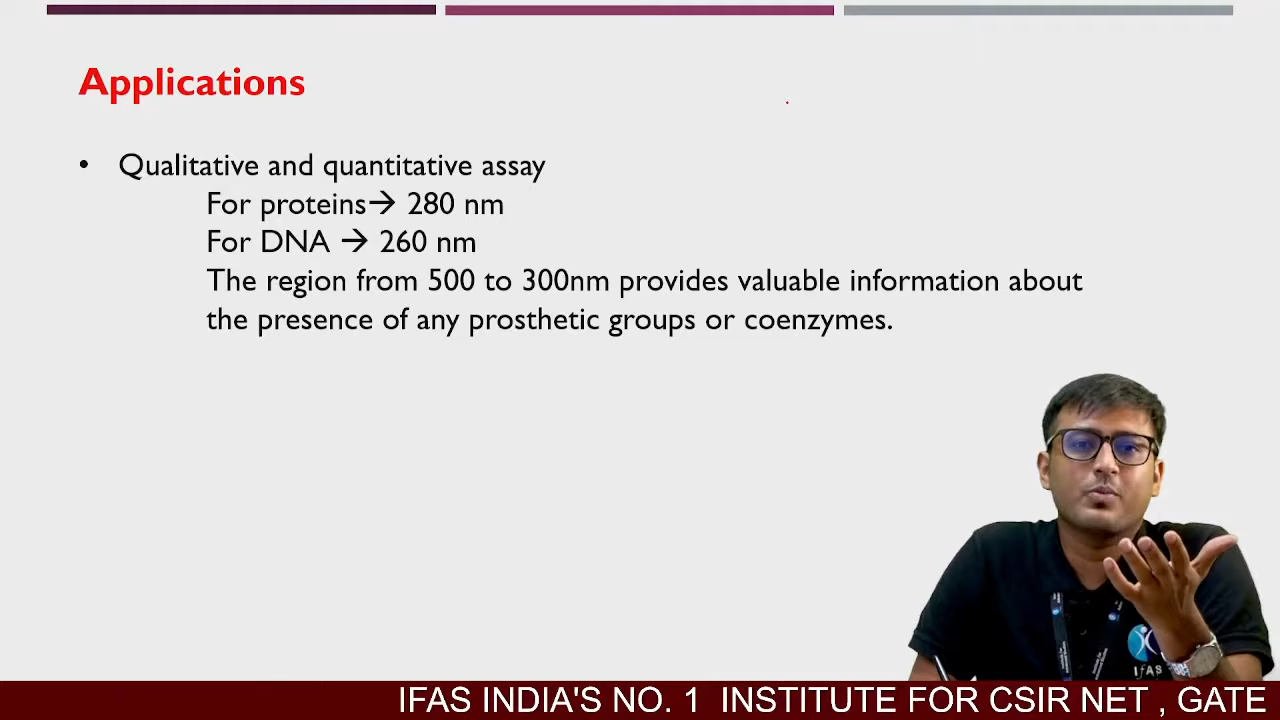 Applications
• Qualitative and quantitative assay
For proteins→ 280 nm
For DNA → 260 nm
The region from 500 to 300nm provides valuable information about
the presence of any prosthetic groups or coenzymes.
IFAS
IFAS INDIA'S NO. 1 INSTITUTE FOR CSIR NET , GATE